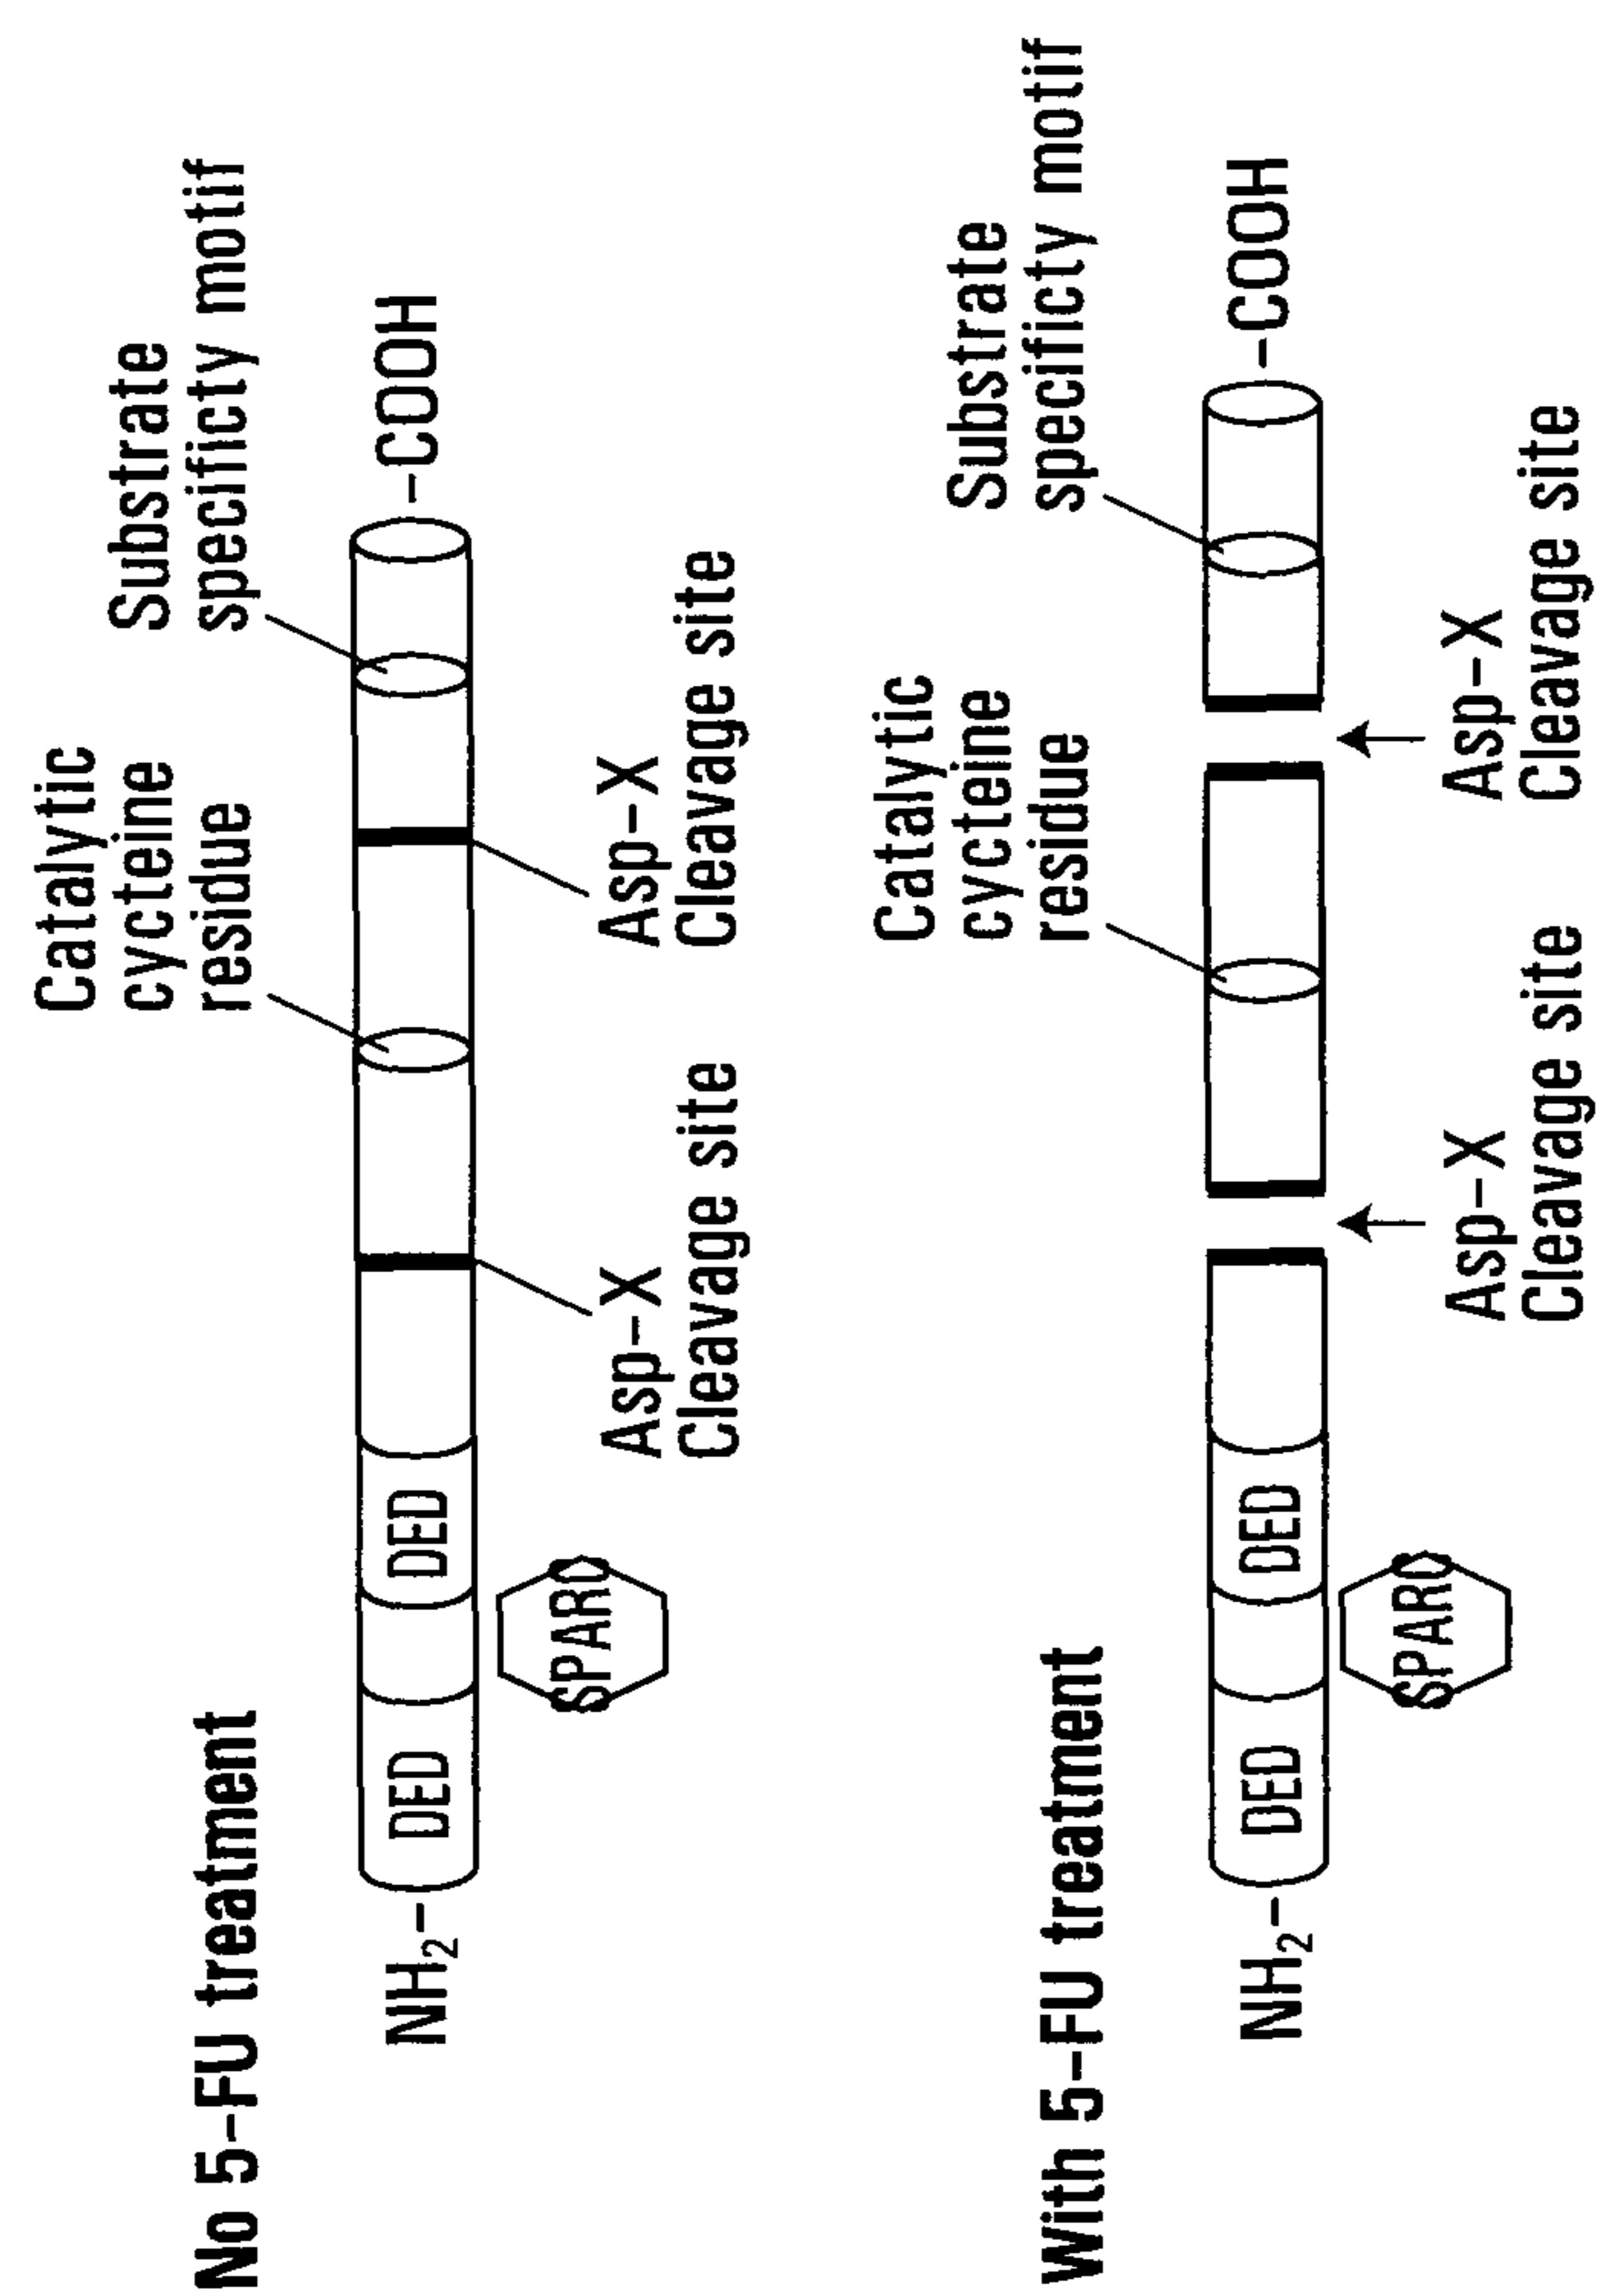 No 5-FU treatment
Catalytic
cycteine
residue
Substrate
specificty motif
NH2-
DED
DED
-COOH
SPARC
Asp-X
Cleavage site
Asp-X
Cleavage site
With 5-FU treatment
Catalytic
cycteine
residue
Substrate
specificty motif
NH2-
DED
DED
-COOH
SPARC
Asp-X
Cleavage site
Asp-X
Cleavage site